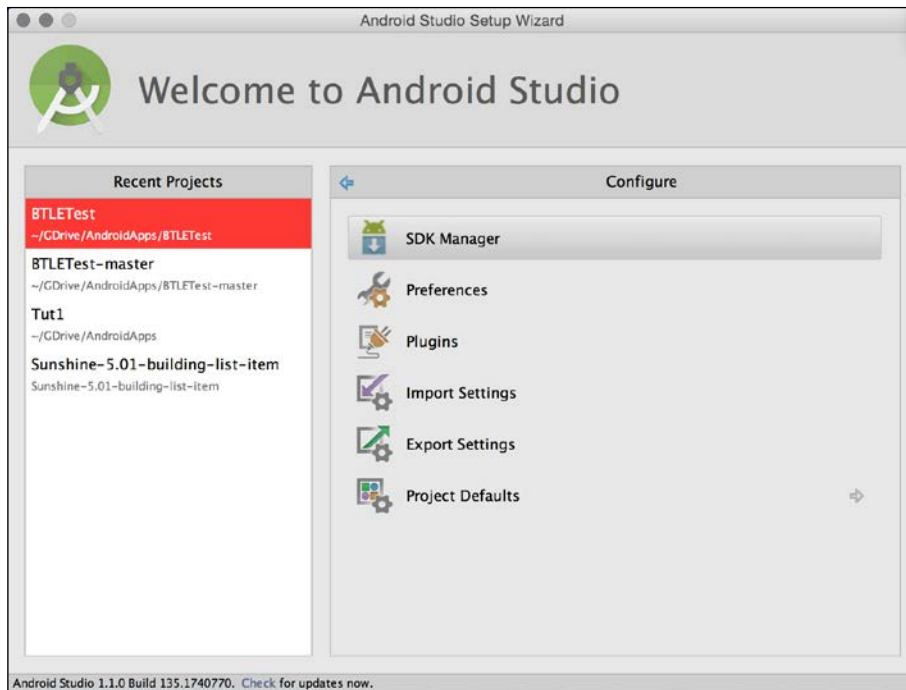 Android Studio Setup Wizard
Welcome to Android Studio
Recent Projects
BTLETest
~/GDrive/AndroidApps/BTLETest
BTLETest-master
~/GDrive/AndroidApps/BTLETest-master
Tut1
~/GDrive/AndroidApps
Sunshine-5.01-building-list-item
Sunshine-5.01-building-list-item
Configure
SDK Manager
Preferences
Plugins
Import Settings
Export Settings
Project Defaults
Android Studio 1.1.0 Build 135.1740770. Check for updates now.